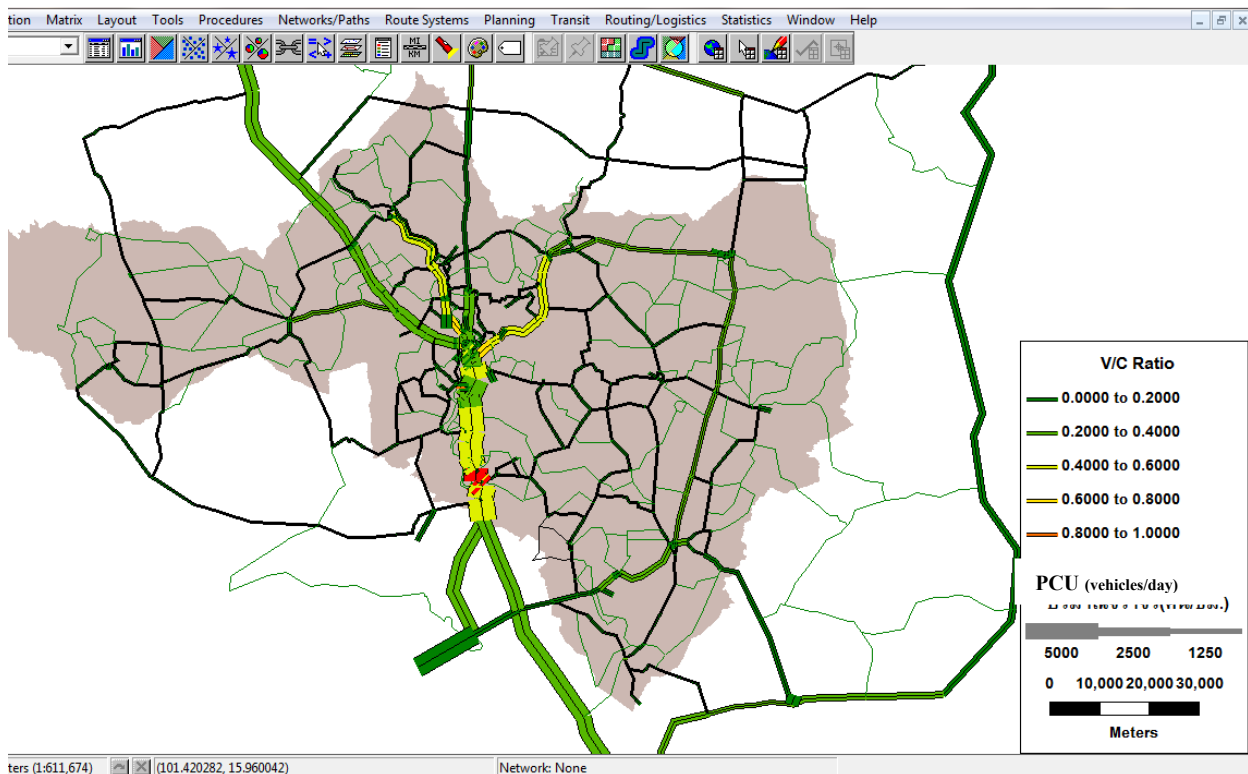 tion Matrix Layout Tools Procedures Networks/Paths Route Systems Planning Transit Routing/Logistics Statistics Window Help
MI
KM
V/C Ratio
0.0000 to 0.2000
0.2000 to 0.4000
0.4000 to 0.6000
0.6000 to 0.8000
0.8000 to 1.0000
PCU (vehicles/day)
5000 2500 1250
0 10,000 20,000 30,000
Meters
ters (1:611,674) (101.420282, 15.960042) Network: None